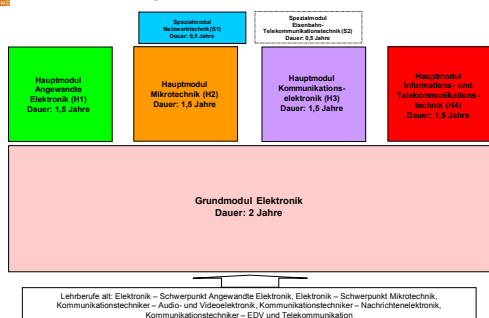 Spezialmodul
Netzwerktechnik (S1)
Dauer: 0,5 Jahre
Spezialmodul
Eisenbahn-
Telekommunikationstechnik (S2)
Dauer: 0,5 Jahre
Hauptmodul
Angewandte
Elektronik (H1)
Dauer: 1,5 Jahre
Hauptmodul
Mikrotechnik (H2)
Dauer: 1,5 Jahre
Hauptmodul
Kommunikations-
elektronik (H3)
Dauer: 1,5 Jahre
Hauptmodul
Informations- und
Telekommunikations-
technik (H4)
Dauer: 1,5 Jahre
Grundmodul Elektronik
Dauer: 2 Jahre
Lehrberufe alt: Elektronik – Schwerpunkt Angewandte Elektronik, Elektronik – Schwerpunkt Mikrotechnik,
Kommunikationstechniker – Audio- und Videoelektronik, Kommunikationstechniker – Nachrichtenelektronik,
Kommunikationstechniker – EDV und Telekommunikation